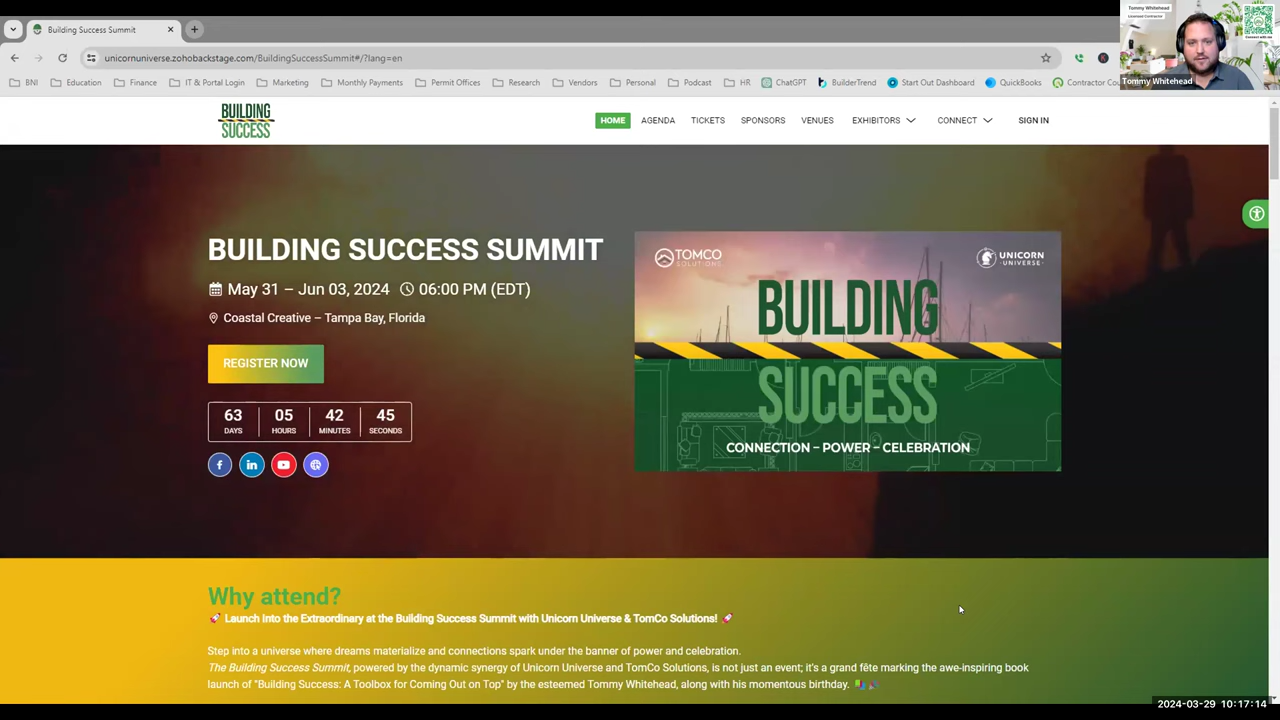 Building Success Summit
unicornuniverse.zohobackstage.com/BuildingSuccessSummit#/?lang=en
BNI Education Finance IT & Portal Login Marketing Monthly Payments Permit Offices Research Vendors Personal Podcast HR ChatGPT BuilderTrend Start Out Dashboard QuickBooks Contractor Cou
Tommy Whitehead
Licensed Contractor
Connect with me
Tommy Whitehead
BUILDING
SUCCESS
HOME AGENDA TICKETS SPONSORS VENUES EXHIBITORS CONNECT SIGN IN
BUILDING SUCCESS SUMMIT
May 31 – Jun 03, 2024 06:00 PM (EDT)
Coastal Creative – Tampa Bay, Florida
REGISTER NOW
63 05 42 45
DAYS HOURS MINUTES SECONDS
TOMCO
SOLUTIONS
UNICORN
UNIVERSE
BUILDING
SUCCESS
CONNECTION – POWER – CELEBRATION
Why attend?
🚀 Launch Into the Extraordinary at the Building Success Summit with Unicorn Universe & TomCo Solutions! 🚀
Step into a universe where dreams materialize and connections spark under the banner of power and celebration.
The Building Success Summit, powered by the dynamic synergy of Unicorn Universe and TomCo Solutions, is not just an event; it's a grand fête marking the awe-inspiring book
launch of "Building Success: A Toolbox for Coming Out on Top" by the esteemed Tommy Whitehead, along with his momentous birthday.
2024-03-29 10:17:14